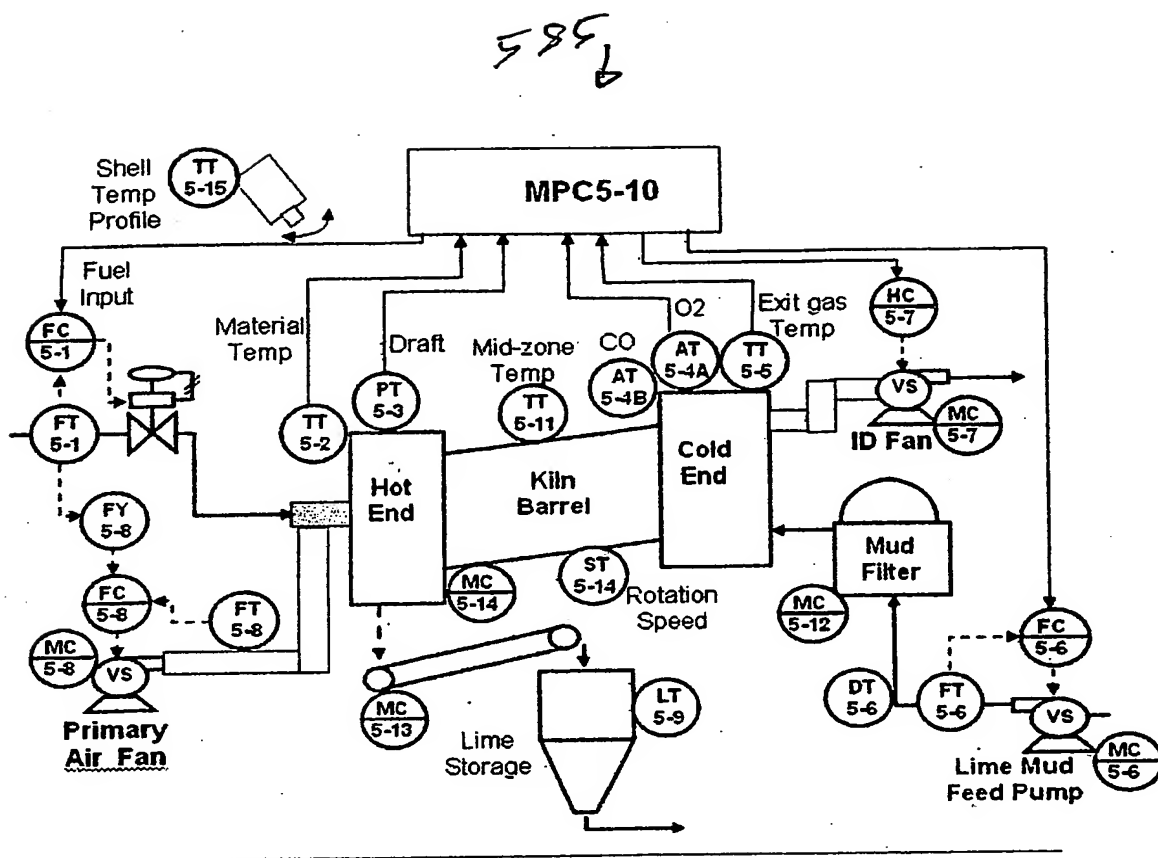 585
MPC5-10
Shell
Temp
Profile
TT
5-15
Fuel
Input
FC
5-1
FT
5-1
FY
5-8
FC
5-8
FT
5-8
MC
5-8
VS
Primary
Air Fan
Material
Temp
TT
5-2
Draft
PT
5-3
Mid-zone
Temp
TT
5-11
CO
AT
5-4B
O2
AT
5-4A
Exit gas
Temp
TT
5-5
HC
5-7
VS
MC
5-7
ID Fan
Hot
End
Kiln
Barrel
Cold
End
MC
5-14
ST
5-14
Rotation
Speed
MC
5-13
Lime
Storage
LT
5-9
Mud
Filter
MC
5-12
DT
5-6
FT
5-6
FC
5-6
VS
MC
5-6
Lime Mud
Feed Pump